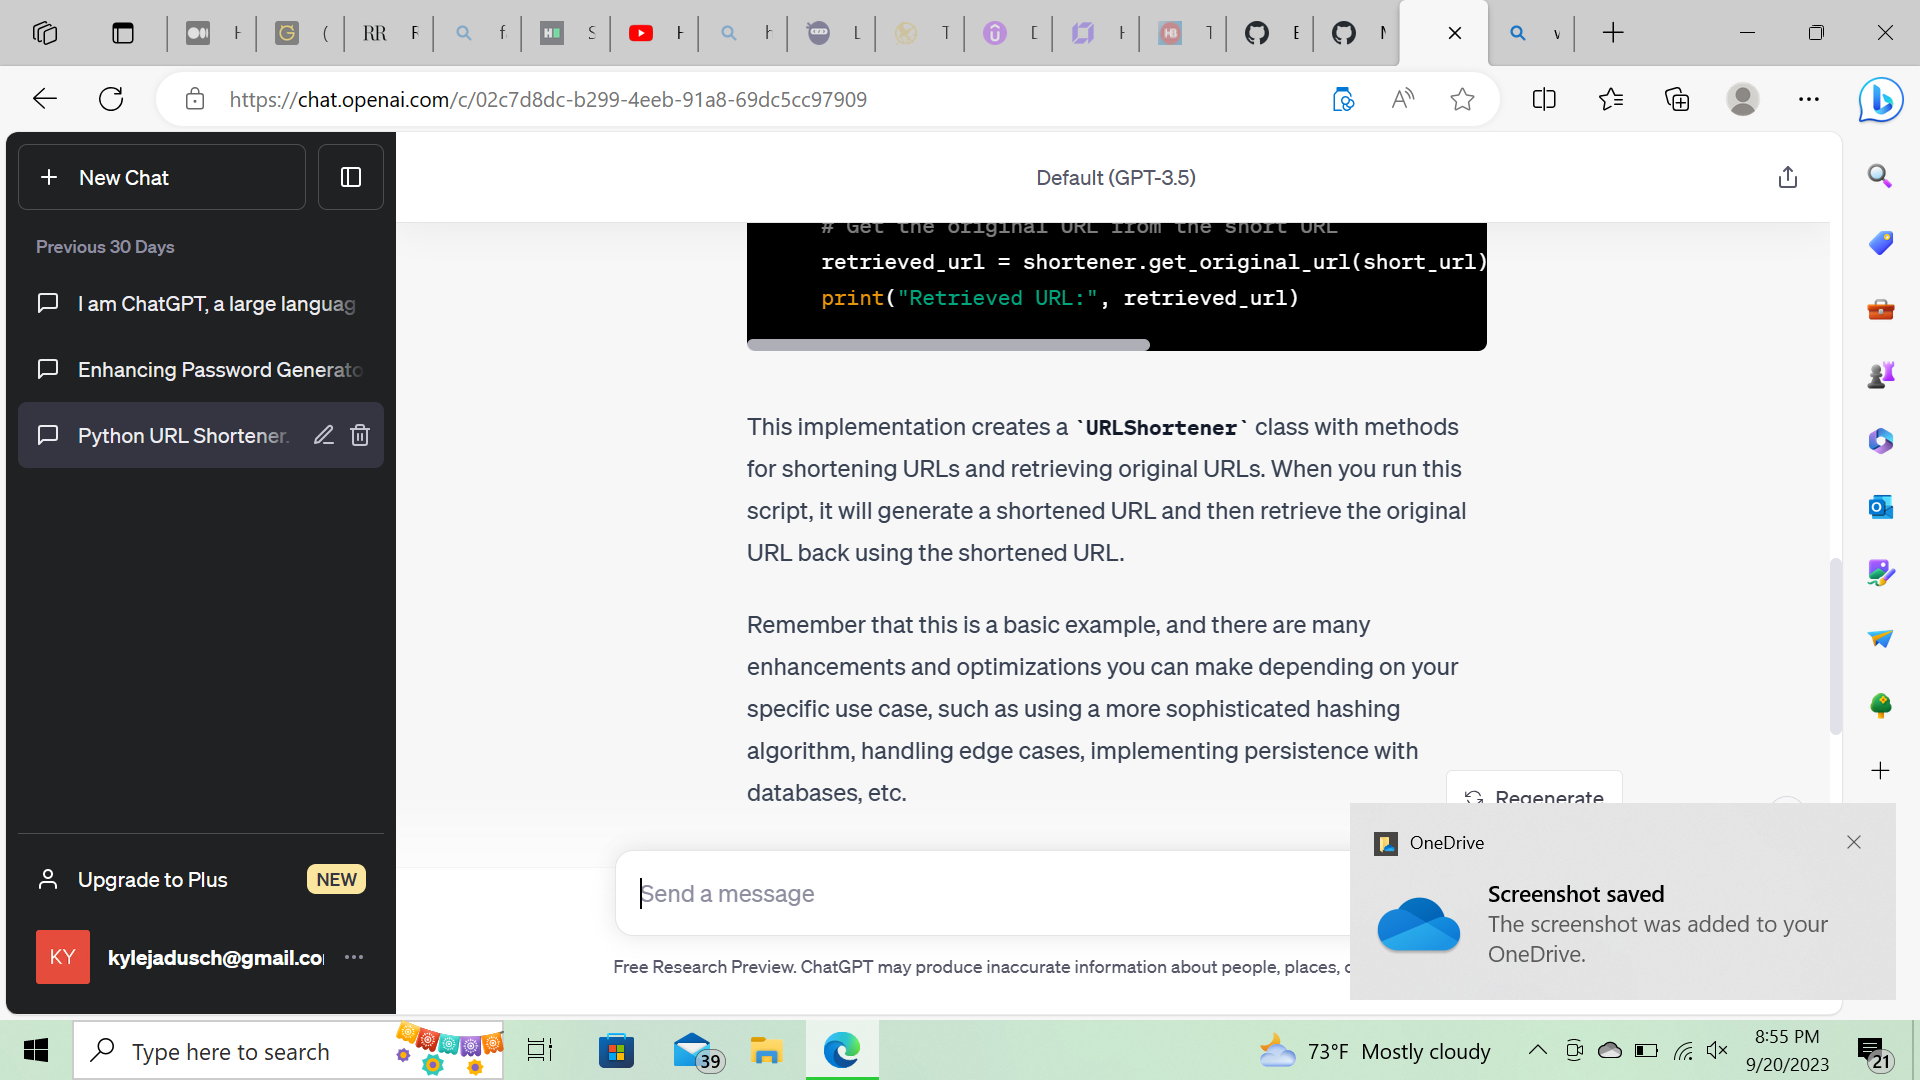 https://chat.openai.com/c/02c7d8dc-b299-4eeb-91a8-69dc5cc97909
New Chat
Default (GPT-3.5)
Previous 30 Days
I am ChatGPT, a large languag
Enhancing Password Generato
Python URL Shortener.
# Get the original URL from the short URL
retrieved_url = shortener.get_original_url(short_url)
print("Retrieved URL:", retrieved_url)
This implementation creates a `URLShortener` class with methods
for shortening URLs and retrieving original URLs. When you run this
script, it will generate a shortened URL and then retrieve the original
URL back using the shortened URL.
Remember that this is a basic example, and there are many
enhancements and optimizations you can make depending on your
specific use case, such as using a more sophisticated hashing
algorithm, handling edge cases, implementing persistence with
databases, etc.
Regenerate
Send a message
Free Research Preview. ChatGPT may produce inaccurate information about people, places,
Upgrade to Plus NEW
KY kylejadusch@gmail.co
OneDrive
Screenshot saved
The screenshot was added to your
OneDrive.
Type here to search
39
73°F Mostly cloudy
8:55 PM
9/20/2023
21